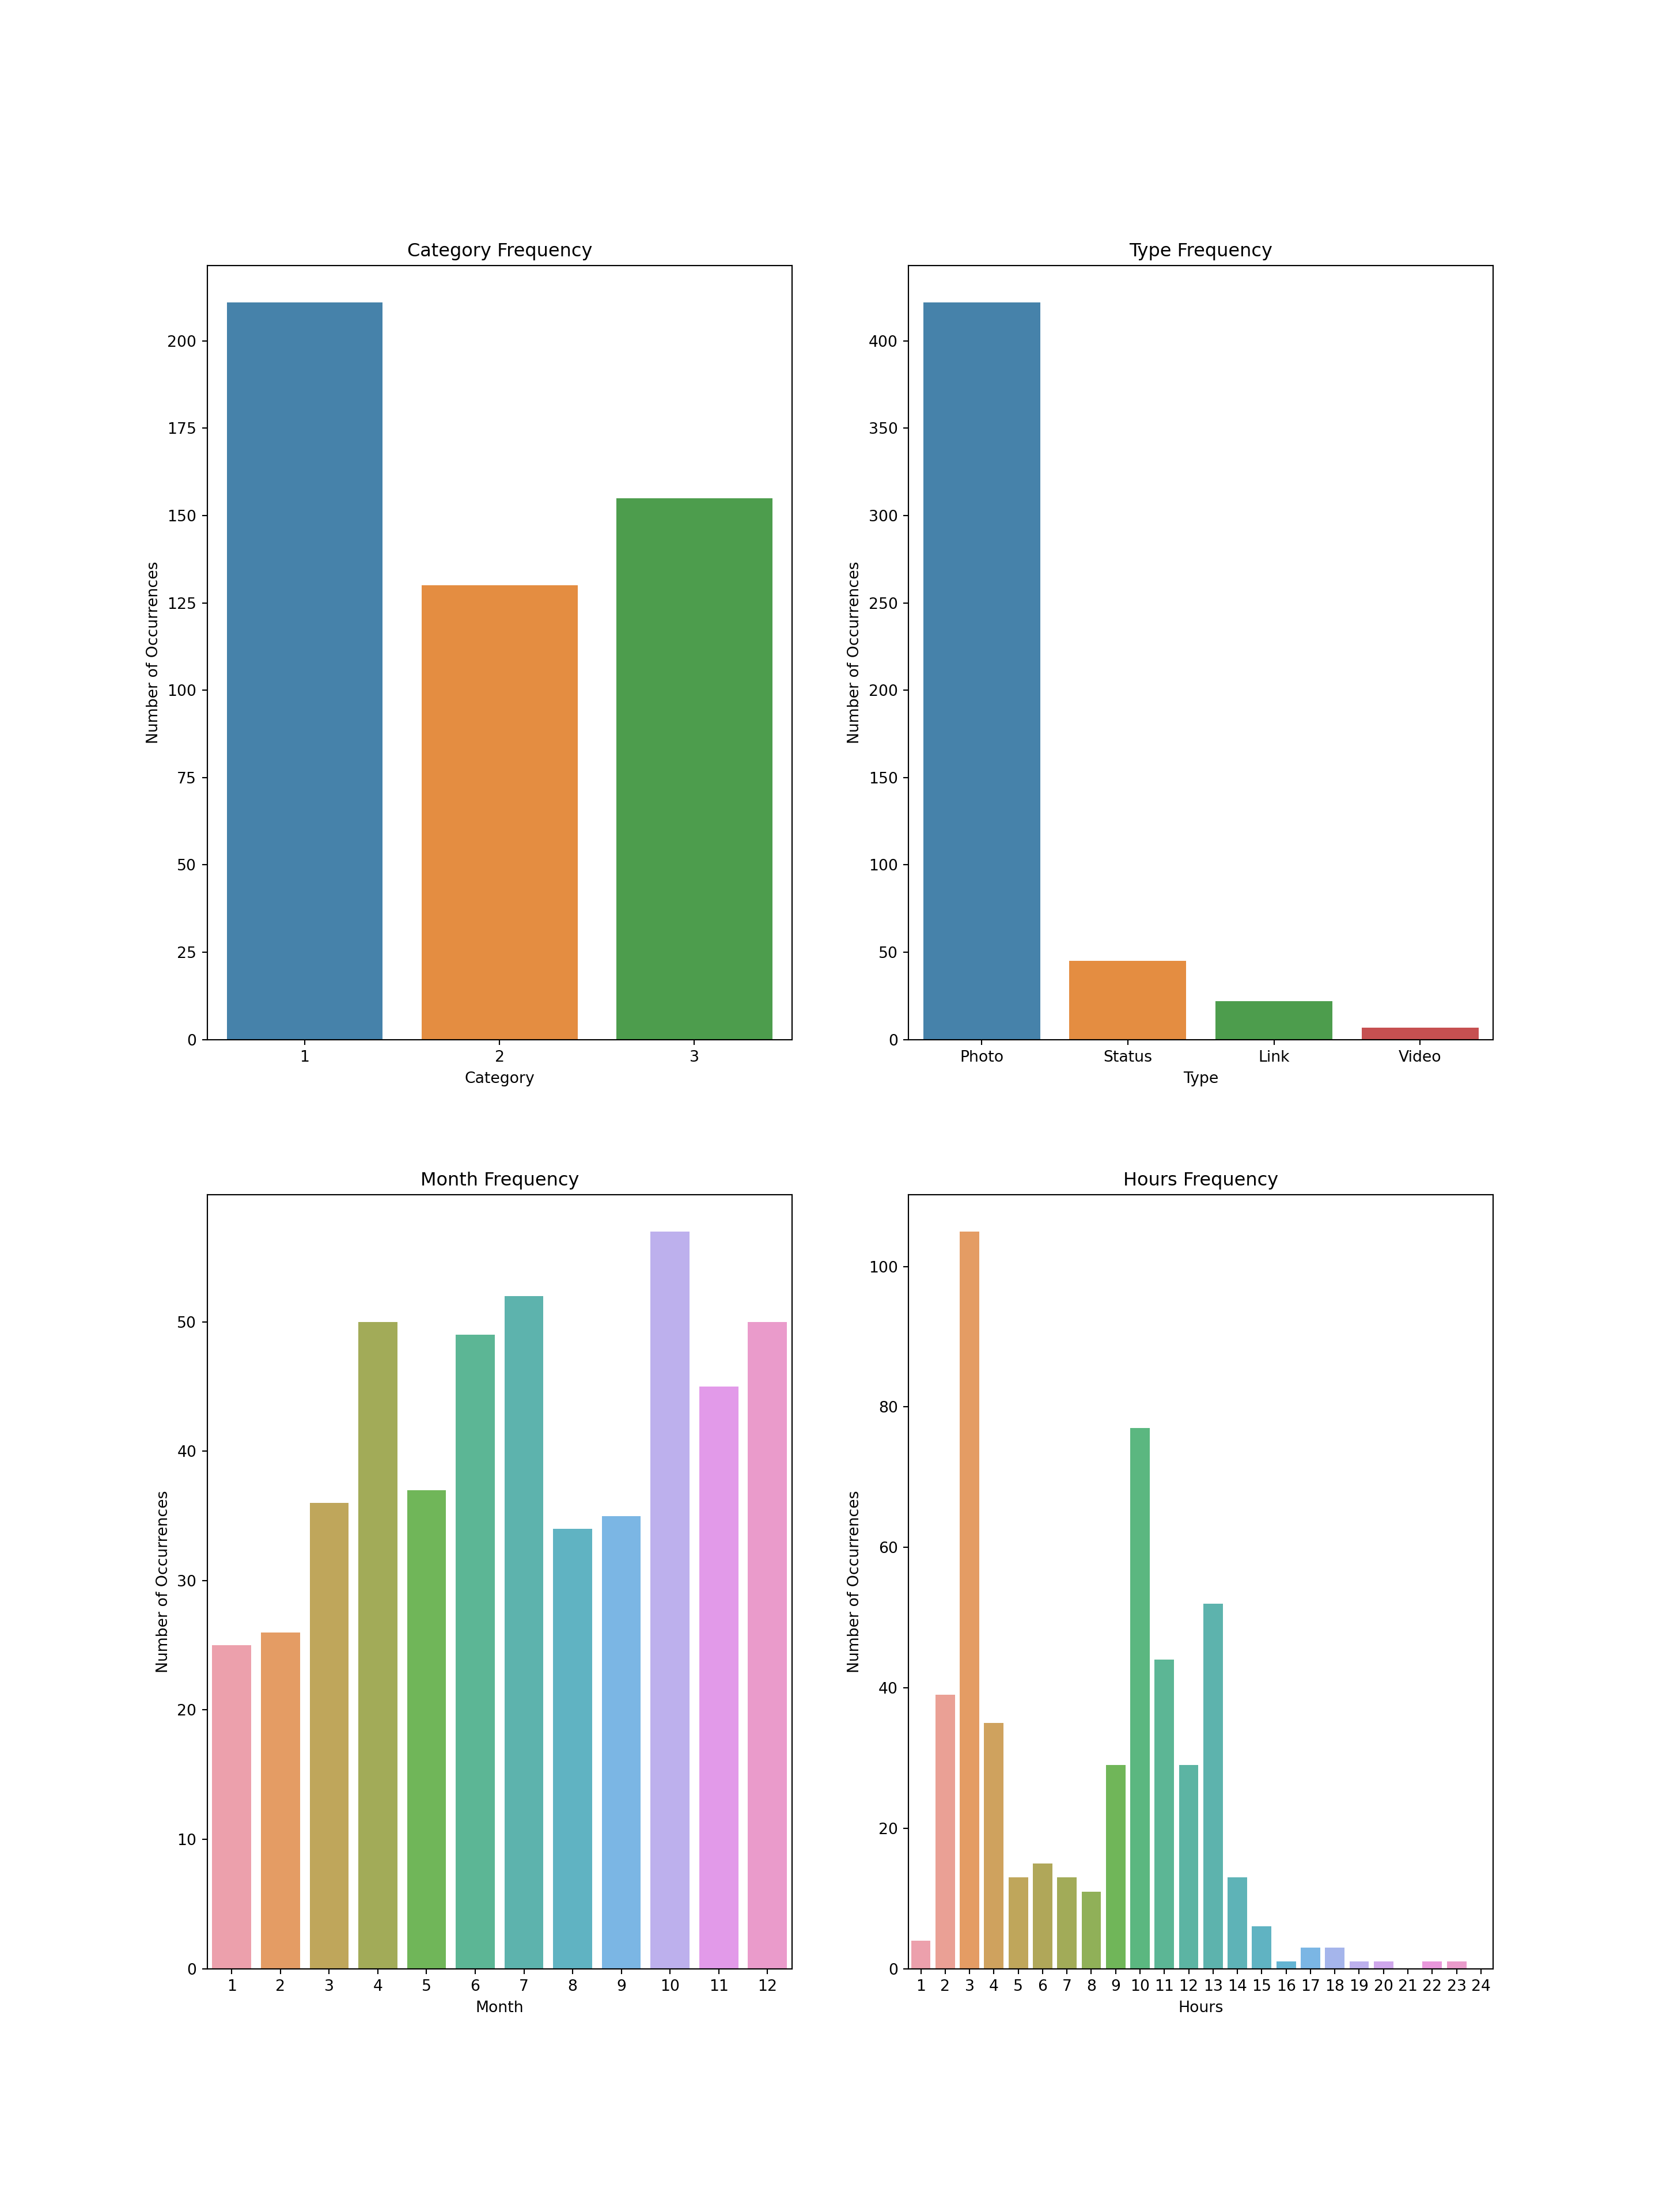 Category Frequency
Number of Occurrences
200
175
150
125
100
75
50
25
0
1 2 3
Category
Type Frequency
Number of Occurrences
400
350
300
250
200
150
100
50
0
Photo Status Link Video
Type
Month Frequency
Number of Occurrences
50
40
30
20
10
0
1 2 3 4 5 6 7 8 9 10 11 12
Month
Hours Frequency
Number of Occurrences
100
80
60
40
20
0
1 2 3 4 5 6 7 8 9 10 11 12 13 14 15 16 17 18 19 20 21 22 23 24
Hours